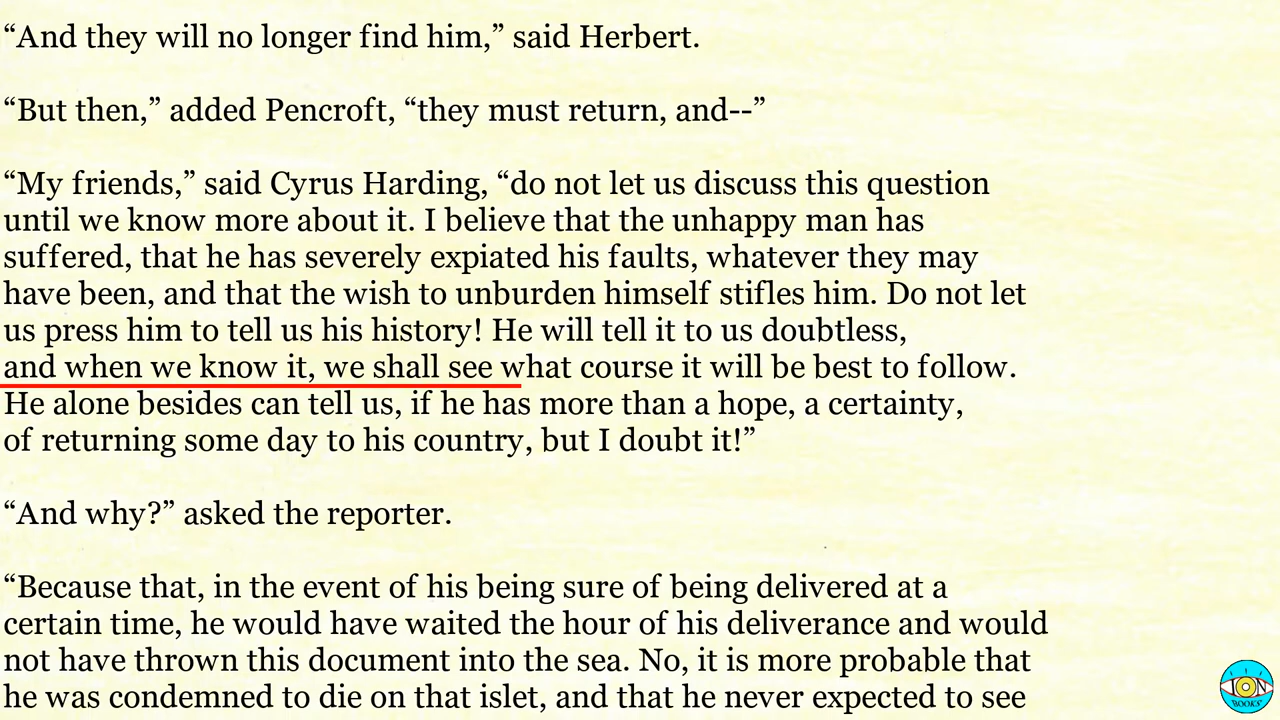 “And they will no longer find him,” said Herbert.
“But then,” added Pencroft, “they must return, and--”
“My friends,” said Cyrus Harding, “do not let us discuss this question
until we know more about it. I believe that the unhappy man has
suffered, that he has severely expiated his faults, whatever they may
have been, and that the wish to unburden himself stifles him. Do not let
us press him to tell us his history! He will tell it to us doubtless,
and when we know it, we shall see what course it will be best to follow.
He alone besides can tell us, if he has more than a hope, a certainty,
of returning some day to his country, but I doubt it!”
“And why?” asked the reporter.
“Because that, in the event of his being sure of being delivered at a
certain time, he would have waited the hour of his deliverance and would
not have thrown this document into the sea. No, it is more probable that
he was condemned to die on that islet, and that he never expected to see
ION
BOOKS